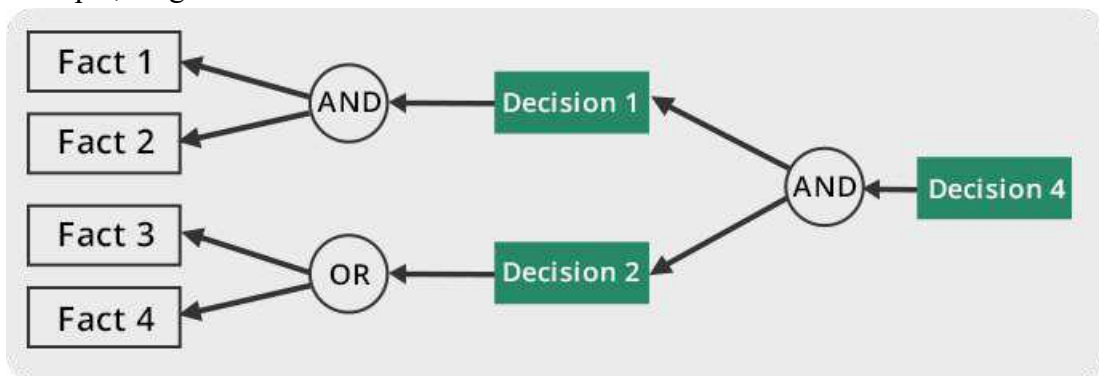 Fact 1
Fact 2
AND
Decision 1
Fact 3
Fact 4
OR
Decision 2
AND
Decision 4